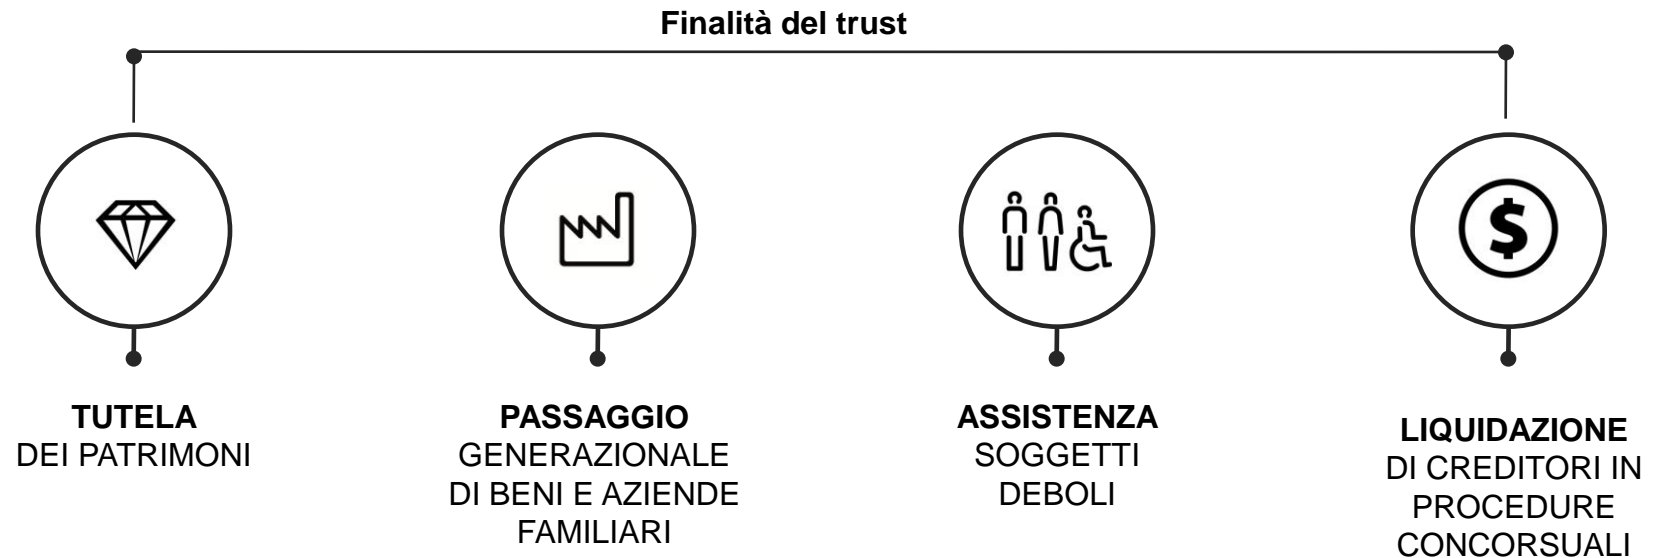 Finalità del trust
TUTELA
DEI PATRIMONI
PASSAGGIO
GENERAZIONALE
DI BENI E AZIENDE
FAMILIARI
ASSISTENZA
SOGGETTI
DEBOLI
LIQUIDAZIONE
DI CREDITORI IN
PROCEDURE
CONCORSUALI